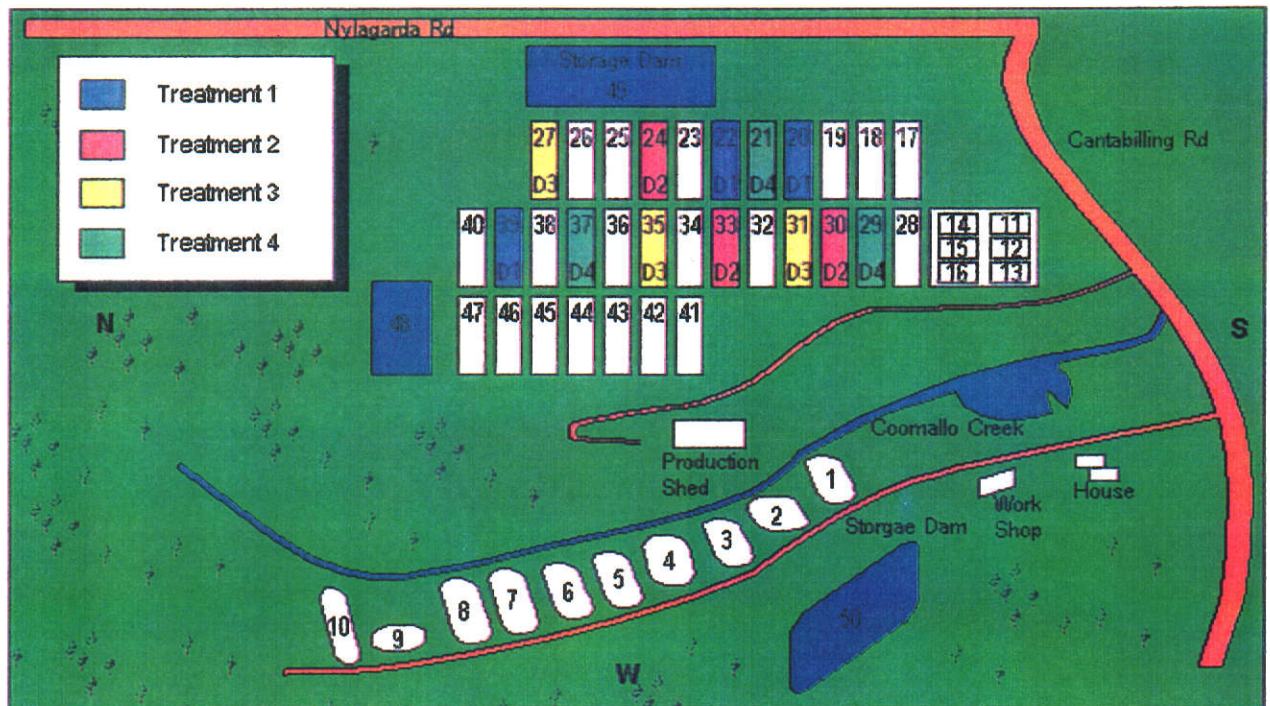 Nylagarda Rd
Storage Dam
49
Treatment 1
Treatment 2
Treatment 3
Treatment 4
27 26 25 24 23 22 21 20 19 18 17
D3 D2 D1 D4 D1
Cantabilling Rd
40 39 38 37 36 35 34 33 32 31 30 29 28
D1 D4 D3 D2 D3 D2 D4
14 11
15 12
16 13
N
48
47 46 45 44 43 42 41
S
Coomallo Creek
Production
Shed
1
House
Work
Shop
Storgae Dam
2
3
4
5
6
7
8
9
10
50
W